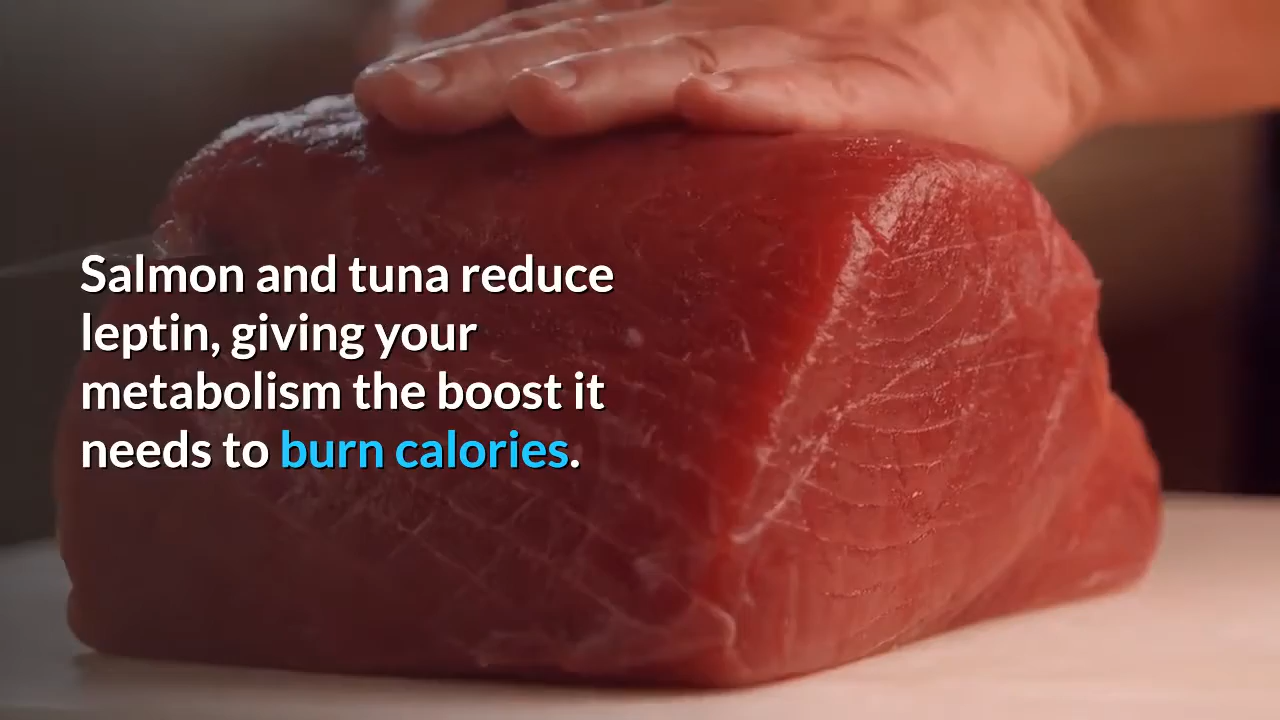 Salmon and tuna reduce
leptin, giving your
metabolism the boost it
needs to burn calories.